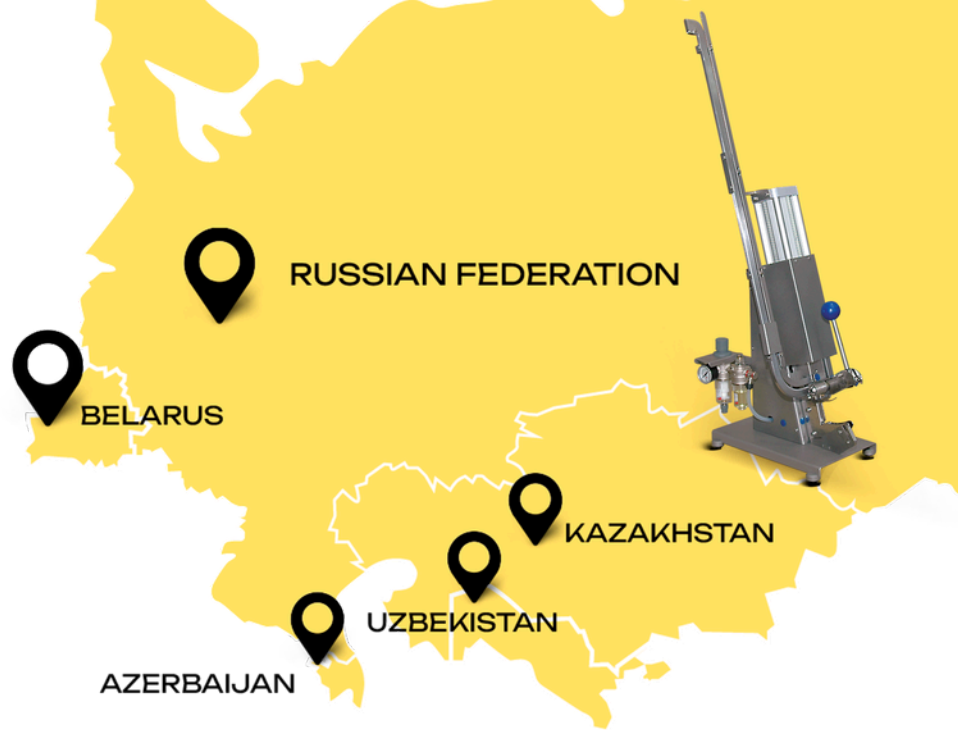 RUSSIAN FEDERATION
BELARUS
KAZAKHSTAN
UZBEKISTAN
AZERBAIJAN